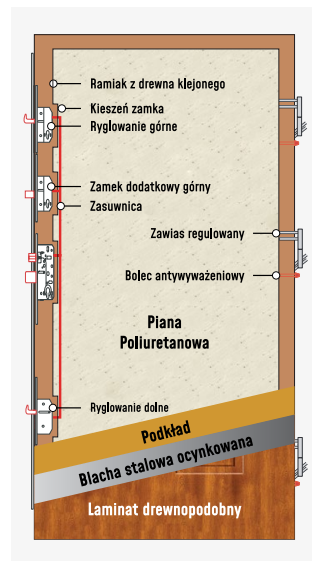 Ramiak z drewna klejonego
Kieszeń zamka
Ryglowanie górne
Zamek dodatkowy górny
Zasuwnica
Zawias regulowany
Bolec antywyważeniowy
Piana
Poliuretanowa
Ryglowanie dolne
Podkład
Blacha stalowa ocynkowana
Laminat drewnopodobny